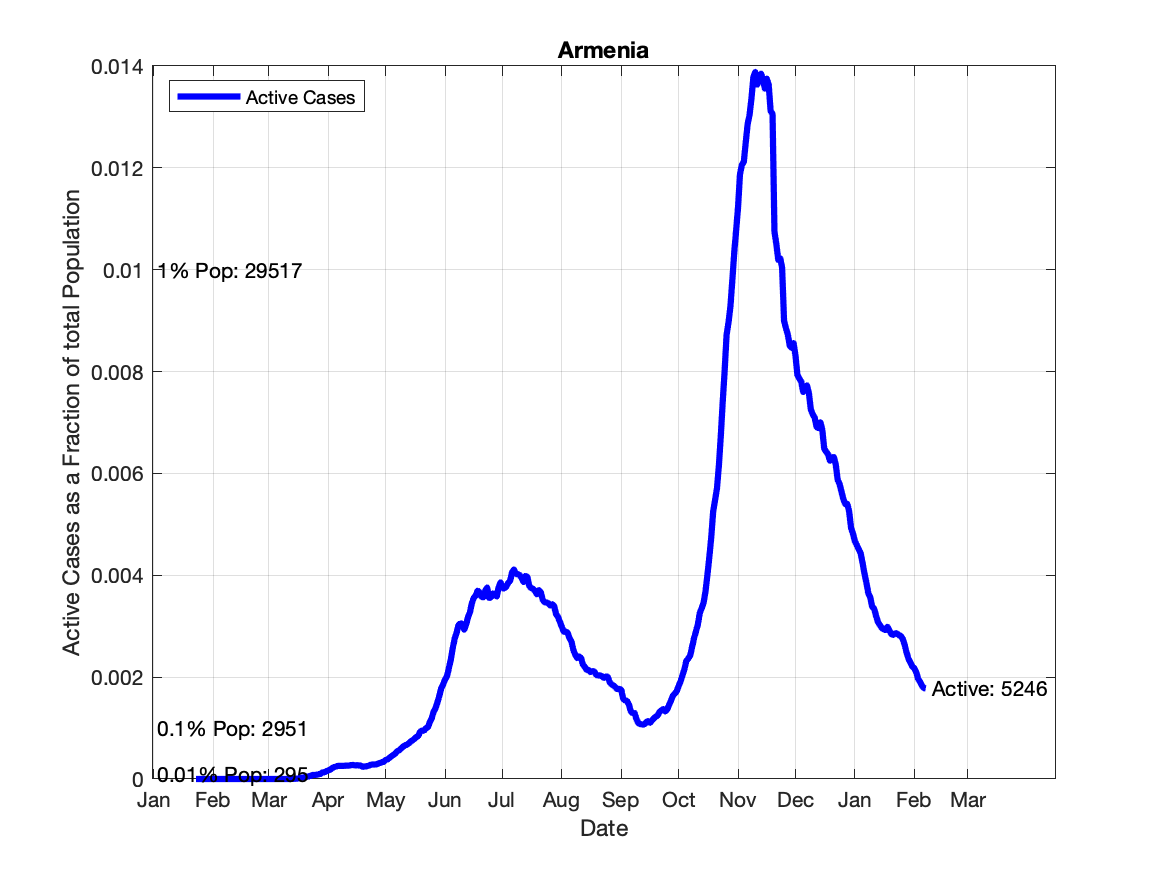 Armenia
Active Cases
0.014
0.012
0.01
0.008
0.006
0.004
0.002
0
Active Cases as a Fraction of total Population
1% Pop: 29517
0.1% Pop: 2951
0.01% Pop: 295
Active: 5246
Jan Feb Mar Apr May Jun Jul Aug Sep Oct Nov Dec Jan Feb Mar
Date